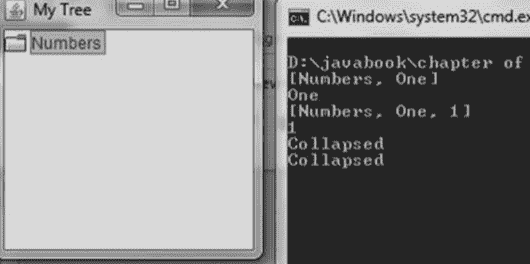 My Tree
Numbers
C:\Windows\system32\cmd.ex
D:\javabook\chapter of
[Numbers, One]
One
[Numbers, One, 1]
1
Collapsed
Collapsed